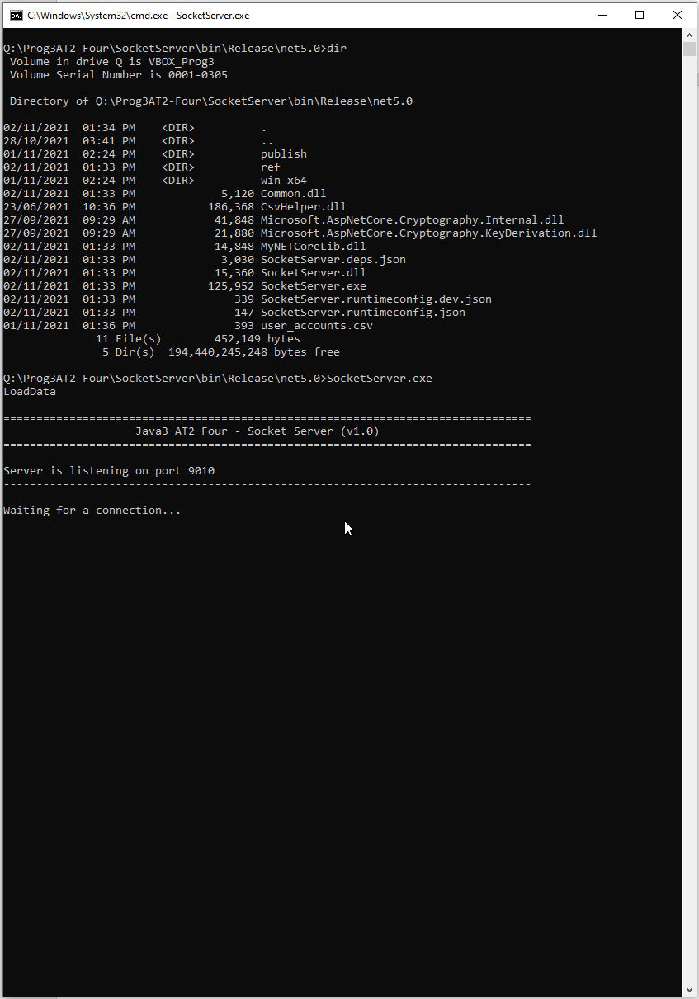 C:\Windows\System32\cmd.exe - SocketServer.exe
Q:\Prog3AT2-Four\SocketServer\bin\Release\net5.0>dir
 Volume in drive Q is VBOX_Prog3
 Volume Serial Number is 0001-0305
 Directory of Q:\Prog3AT2-Four\SocketServer\bin\Release\net5.0
02/11/2021  01:34 PM    <DIR>          .
28/10/2021  03:41 PM    <DIR>          ..
01/11/2021  02:24 PM    <DIR>          publish
02/11/2021  01:33 PM    <DIR>          ref
01/11/2021  02:24 PM    <DIR>          win-x64
02/11/2021  01:33 PM             5,120 Common.dll
23/06/2021  10:36 PM           186,368 CsvHelper.dll
27/09/2021  09:29 AM            41,848 Microsoft.AspNetCore.Cryptography.Internal.dll
27/09/2021  09:29 AM            21,880 Microsoft.AspNetCore.Cryptography.KeyDerivation.dll
02/11/2021  01:33 PM            14,848 MyNETCoreLib.dll
02/11/2021  01:33 PM             3,030 SocketServer.deps.json
02/11/2021  01:33 PM            15,360 SocketServer.dll
02/11/2021  01:33 PM           125,952 SocketServer.exe
02/11/2021  01:33 PM               339 SocketServer.runtimeconfig.dev.json
02/11/2021  01:33 PM               147 SocketServer.runtimeconfig.json
01/11/2021  01:36 PM               393 user_accounts.csv
              11 File(s)        452,149 bytes
               5 Dir(s)  194,440,245,248 bytes free
Q:\Prog3AT2-Four\SocketServer\bin\Release\net5.0>SocketServer.exe
LoadData
================================================================================
                    Java3 AT2 Four - Socket Server (v1.0)
================================================================================
Server is listening on port 9010
--------------------------------------------------------------------------------
Waiting for a connection...